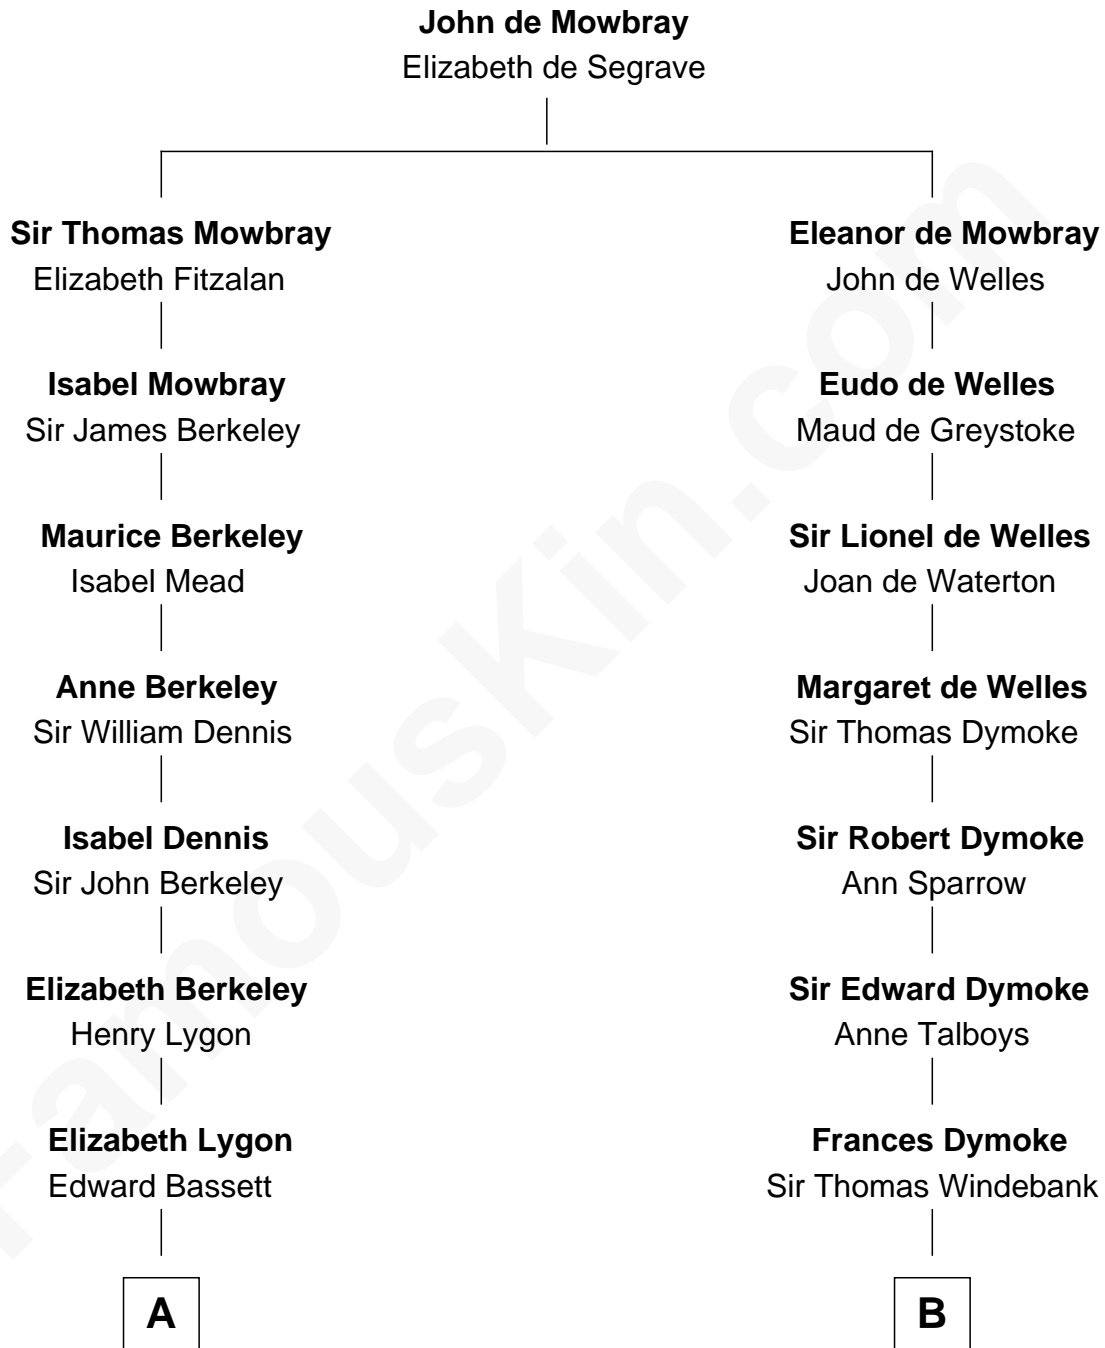 John de Mowbray
Elizabeth de Segrave
Sir Thomas Mowbray
Elizabeth Fitzalan
Eleanor de Mowbray
John de Welles
Isabel Mowbray
Sir James Berkeley
Eudo de Welles
Maud de Greystoke
Maurice Berkeley
Isabel Mead
Sir Lionel de Welles
Joan de Waterton
Anne Berkeley
Sir William Dennis
Margaret de Welles
Sir Thomas Dymoke
Isabel Dennis
Sir John Berkeley
Sir Robert Dymoke
Ann Sparrow
Elizabeth Berkeley
Henry Lygon
Sir Edward Dymoke
Anne Talboys
Elizabeth Lygon
Edward Bassett
Frances Dymoke
Sir Thomas Windebank
A
B
FamousKin.com